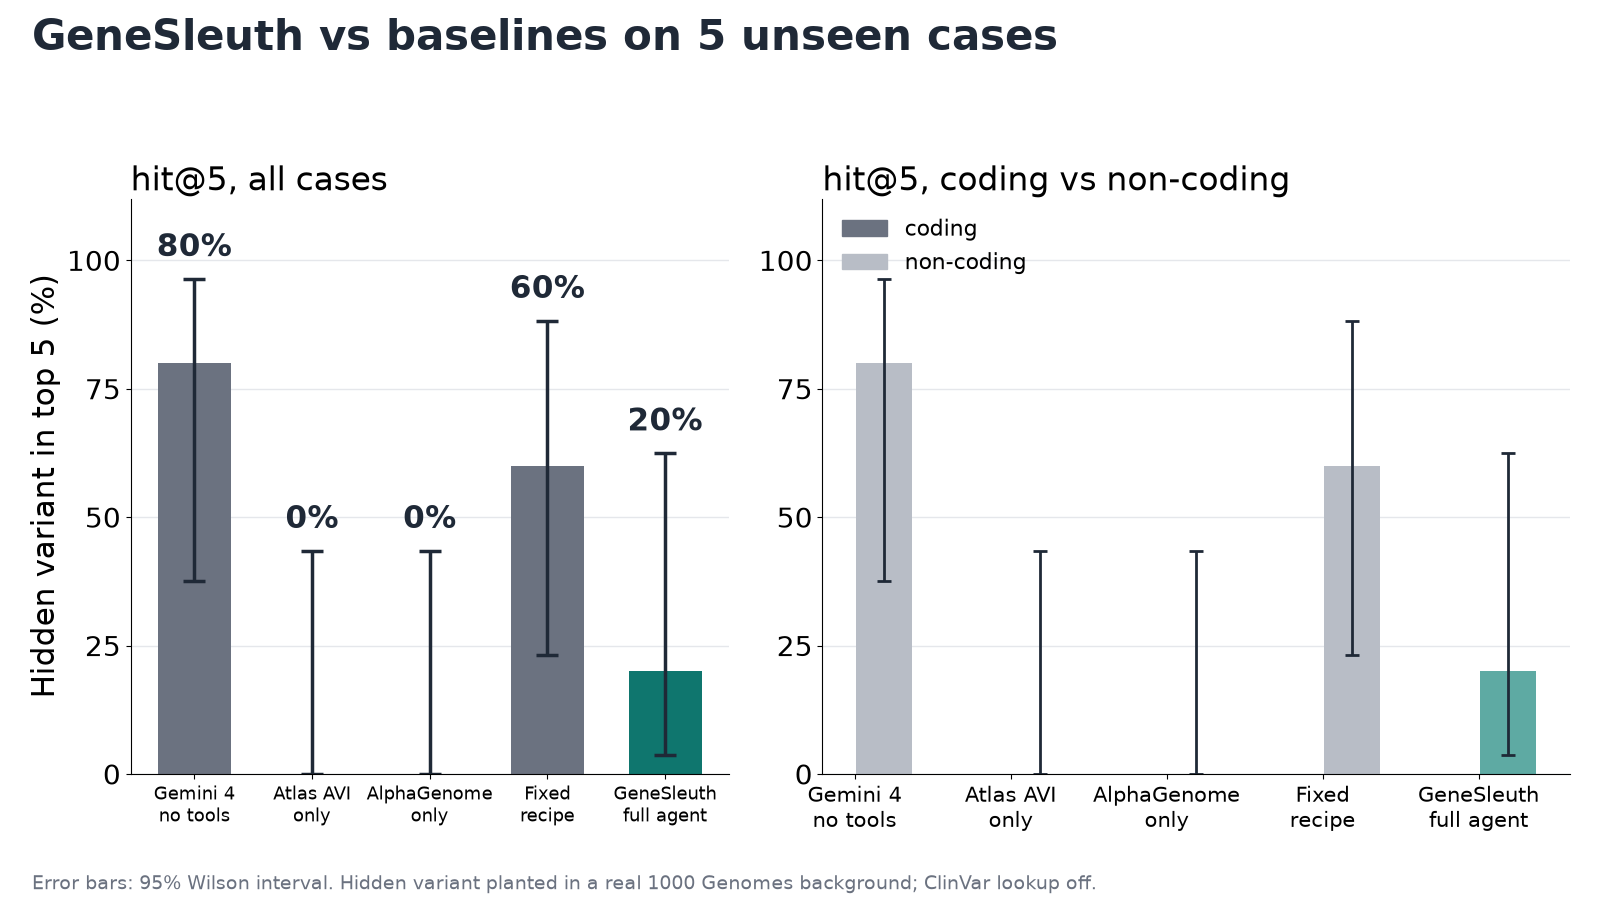 GeneSleuth vs baselines on 5 unseen cases
hit@5, all cases
Hidden variant in top 5 (%)
100
75
50
25
0
80%
0%
0%
60%
20%
Gemini 4
no tools
Atlas AVI
only
AlphaGenome
only
Fixed
recipe
GeneSleuth
full agent
hit@5, coding vs non-coding
coding
non-coding
100
75
50
25
0
Gemini 4
no tools
Atlas AVI
only
AlphaGenome
only
Fixed
recipe
GeneSleuth
full agent
Error bars: 95% Wilson interval. Hidden variant planted in a real 1000 Genomes background; ClinVar lookup off.